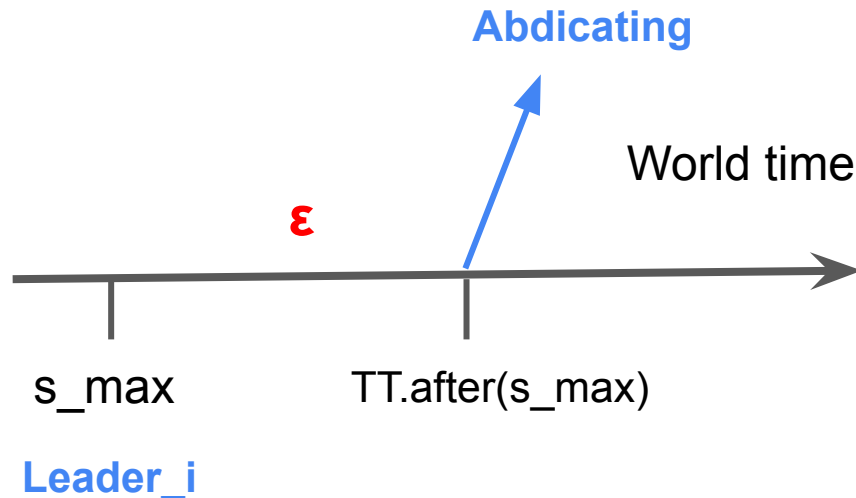 Abdicating
World time
ε
s_max
TT.after(s_max)
Leader_i